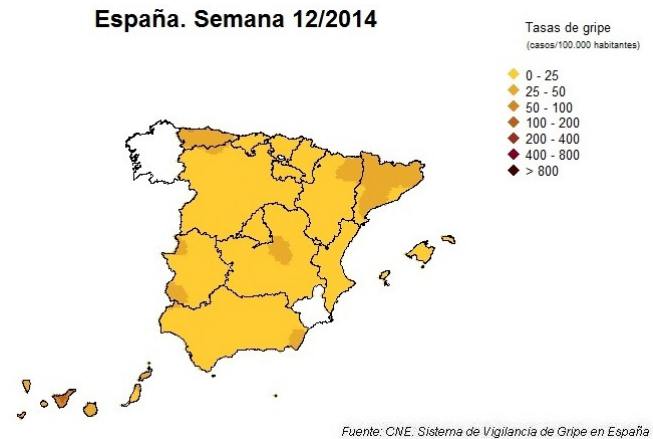 España. Semana 12/2014
Tasas de gripe
(casos/100.000 habitantes)
0 - 25
25 - 50
50 - 100
100 - 200
200 - 400
400 - 800
> 800
Fuente: CNE. Sistema de Vigilancia de Gripe en España